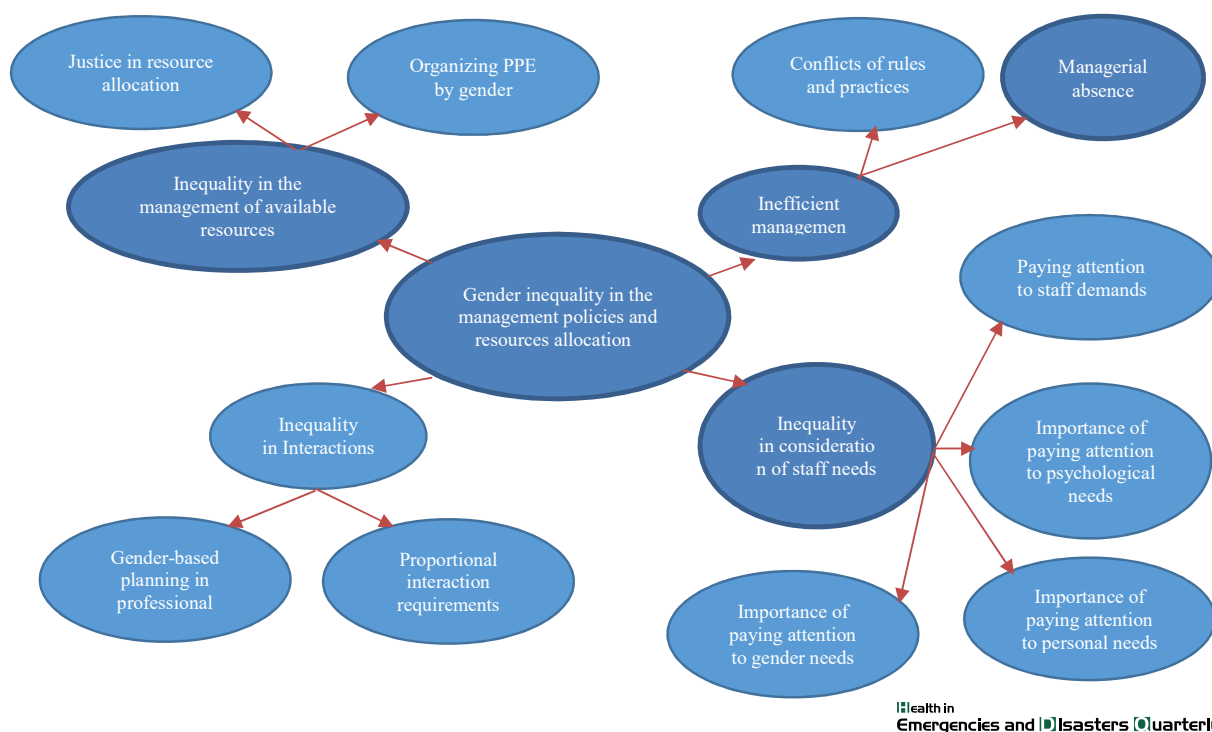 Justice in resource
allocation
Organizing PPE
by gender
Conflicts of rules
and practices
Managerial
absence
Inequality in the
management of available
resources
Inefficient
managemen
Gender inequality in the
management policies and
resources allocation
Paying attention
to staff demands
Inequality
in Interactions
Inequality
in consideratio
n of staff needs
Importance of
paying attention
to psychological
needs
Gender-based
planning in
professional
Proportional
interaction
requirements
Importance of
paying attention
to gender needs
Importance of
paying attention
to personal needs
Health in
Emergencies and DIsasters Quarterl